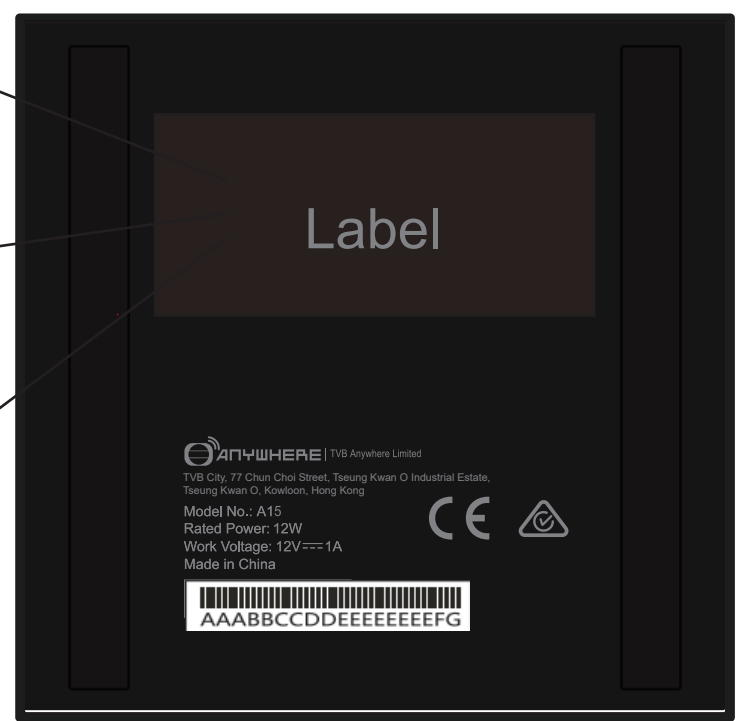 Label
ANYWHERE | TVB Anywhere Limited
TVB City, 77 Chun Choi Street, Tseung Kwan O Industrial Estate,
Tseung Kwan O, Kowloon, Hong Kong
Model No.: A15
Rated Power: 12W
Work Voltage: 12V⎓1A
Made in China
CE
AAABBCCDDEEEEEEEEFG